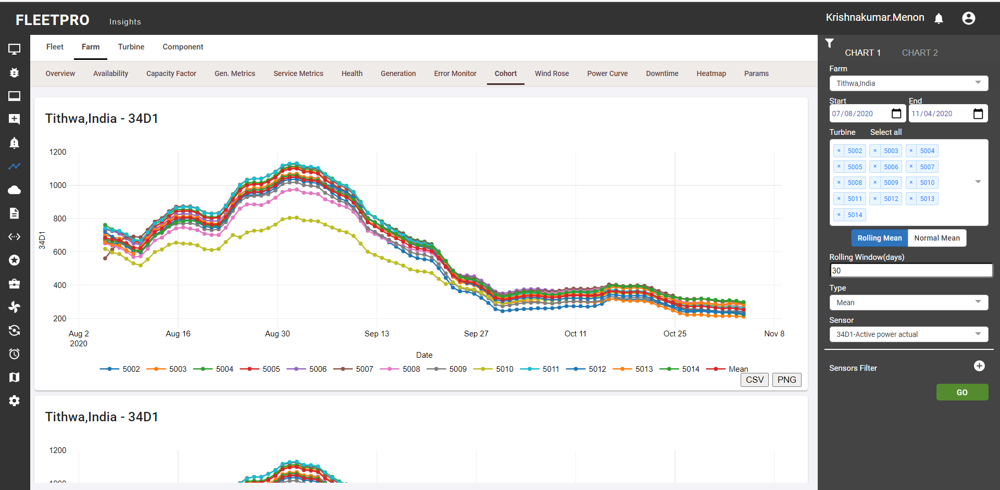 FLEETPRO Insights Krishnakumar.Menon
Fleet Farm Turbine Component
Overview Availability Capacity Factor Gen. Metrics Service Metrics Health Generation Error Monitor Cohort Wind Rose Power Curve Downtime Heatmap Params
Tithwa,India - 34D1
1200
1000
800
600
400
200
34D1
Aug 2 Aug 16 Aug 30 Sep 13 Sep 27 Oct 11 Oct 25 Nov 8
2020
Date
5002 5003 5004 5005 5006 5007 5008 5009 5010 5011 5012 5013 5014 Mean
CSV PNG
Tithwa,India - 34D1
1200
1000
CHART 1 CHART 2
Farm
Tithwa,India
Start End
07/08/2020 11/04/2020
Turbine Select all
× 5002 × 5003 × 5004
× 5005 × 5006 × 5007
× 5008 × 5009 × 5010
× 5011 × 5012 × 5013
× 5014
Rolling Mean Normal Mean
Rolling Window(days)
30
Type
Mean
Sensor
34D1-Active power actual
Sensors Filter
GO